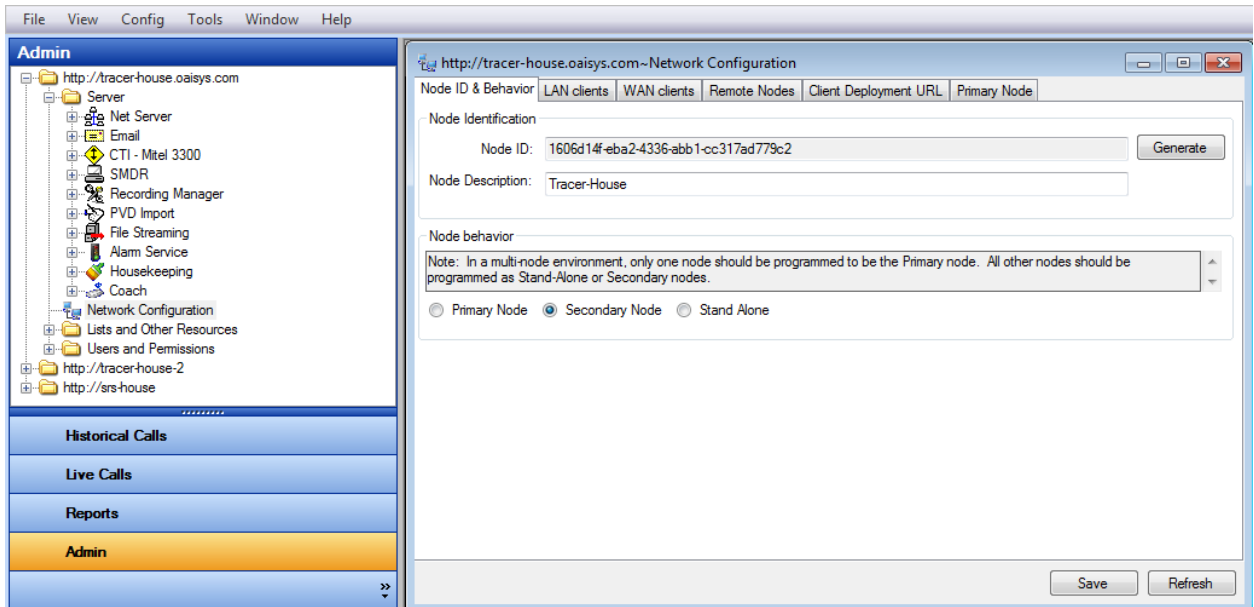 File View Config Tools Window Help
Admin
http://tracer-house.oaisys.com
Server
Net Server
Email
CTI - Mitel 3300
SMDR
Recording Manager
PVD Import
File Streaming
Alarm Service
Housekeeping
Coach
Network Configuration
Lists and Other Resources
Users and Permissions
http://tracer-house-2
http://srs-house
Historical Calls
Live Calls
Reports
Admin
http://tracer-house.oaisys.com~Network Configuration
Node ID & Behavior LAN clients WAN clients Remote Nodes Client Deployment URL Primary Node
Node Identification
Node ID: 1606d14f-eba2-4336-abb1-cc317ad779c2 Generate
Node Description: Tracer-House
Node behavior
Note: In a multi-node environment, only one node should be programmed to be the Primary node. All other nodes should be
programmed as Stand-Alone or Secondary nodes.
Primary Node Secondary Node Stand Alone
Save Refresh